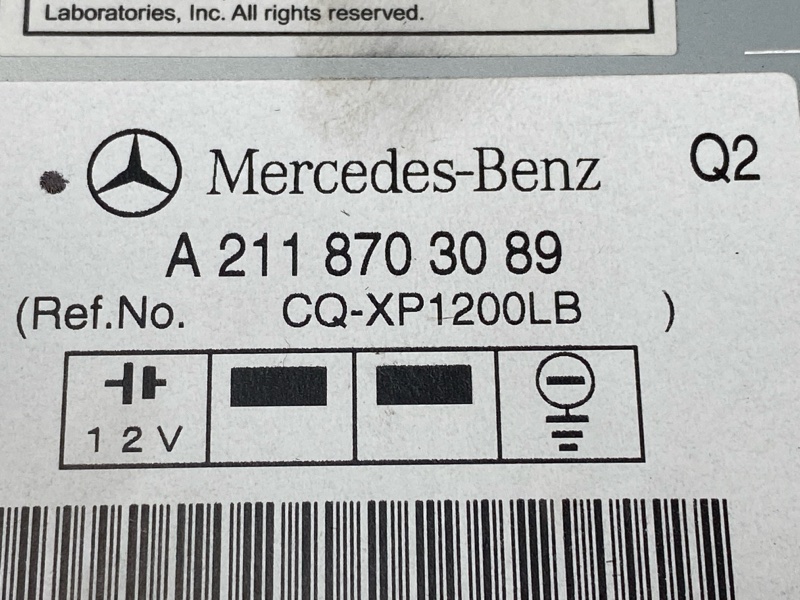 Laboratories, Inc. All rights reserved.
Mercedes-Benz Q2
A 211 870 30 89
(Ref.No. CQ-XP1200LB )
12V